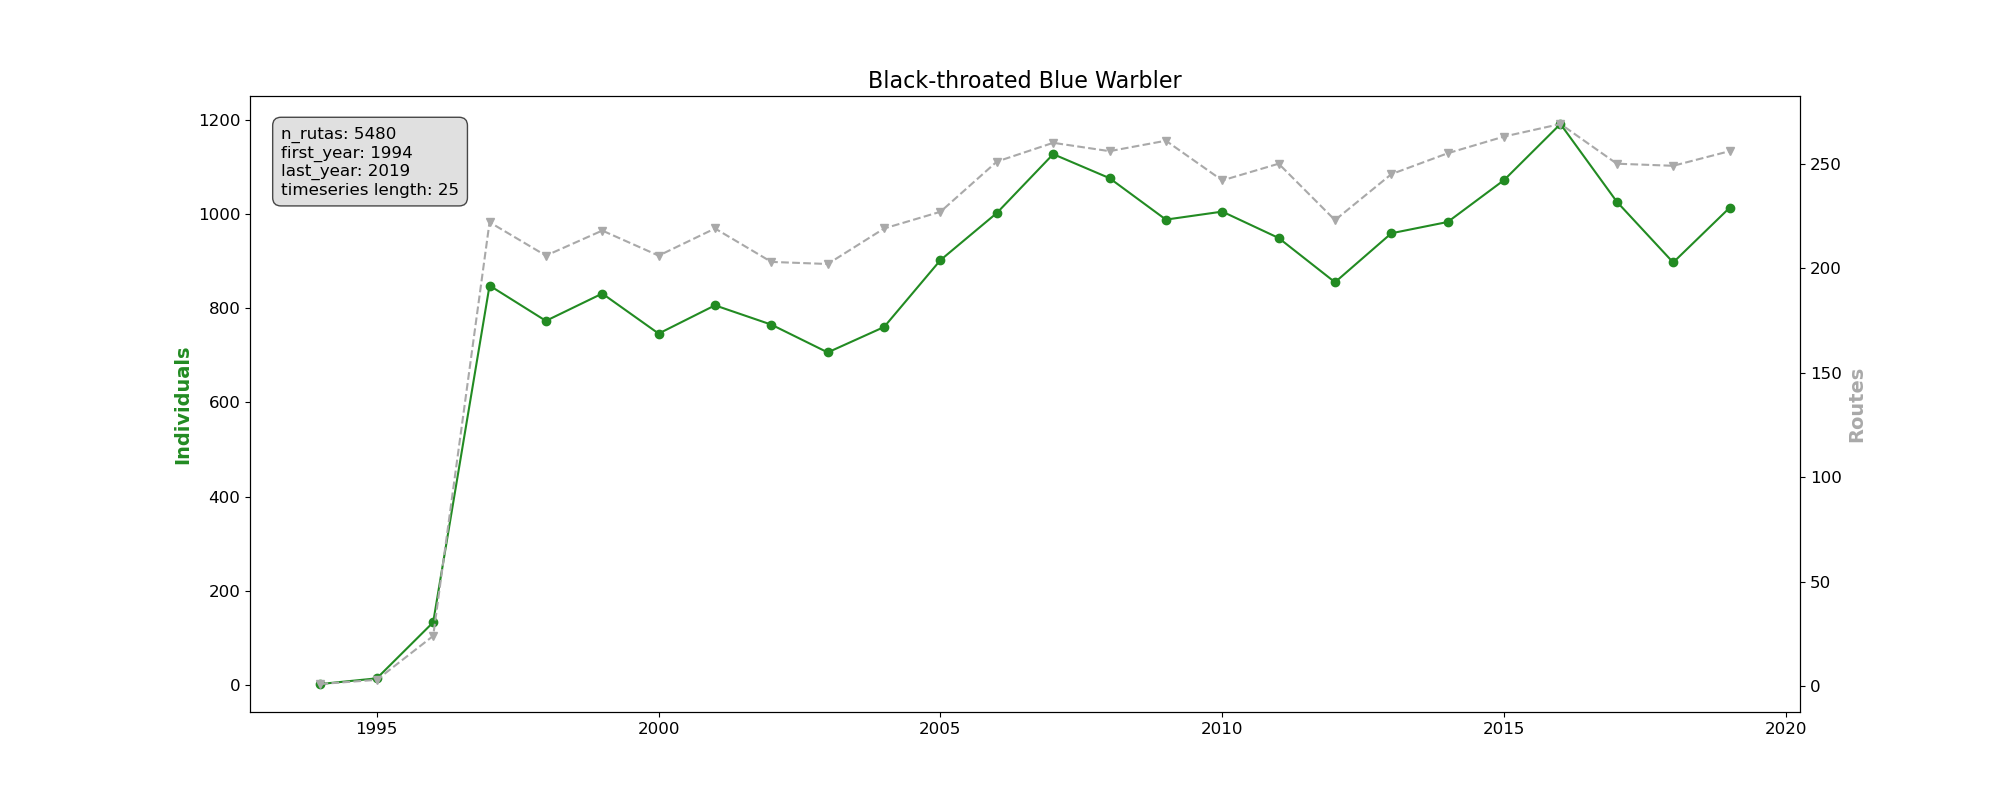 Black-throated Blue Warbler
n_rutas: 5480
first_year: 1994
last_year: 2019
timeseries length: 25
Individuals
1200
1000
800
600
400
200
0
Routes
250
200
150
100
50
0
1995 2000 2005 2010 2015 2020